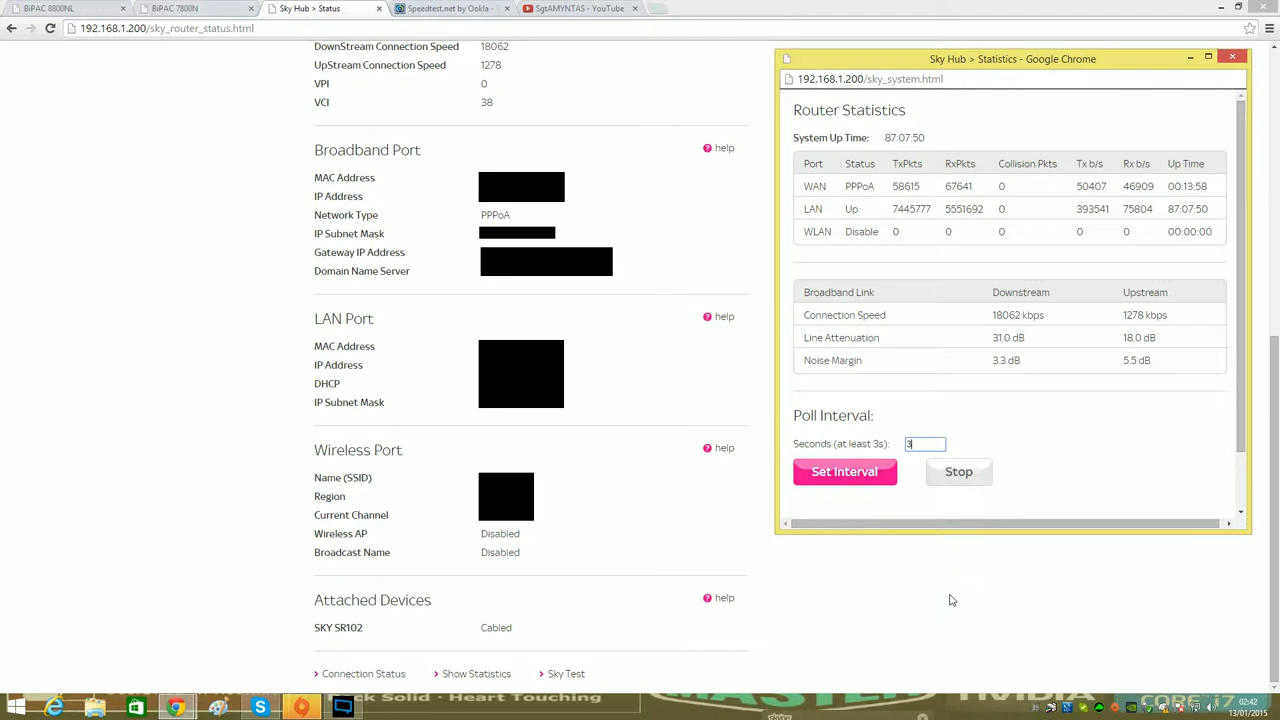 BiPAC 8800NL
BiPAC 7800N
Sky Hub > Status
Speedtest.net by Ookla -
SgtAMYNTAS - YouTube
192.168.1.200/sky_router_status.html
DownStream Connection Speed 18062
UpStream Connection Speed 1278
VPI 0
VCI 38
Broadband Port help
MAC Address
IP Address
Network Type PPPoA
IP Subnet Mask
Gateway IP Address
Domain Name Server
LAN Port help
MAC Address
IP Address
DHCP
IP Subnet Mask
Wireless Port help
Name (SSID)
Region
Current Channel
Wireless AP Disabled
Broadcast Name Disabled
Attached Devices help
SKY SR102 Cabled
Connection Status Show Statistics Sky Test
Sky Hub > Statistics - Google Chrome
192.168.1.200/sky_system.html
Router Statistics
System Up Time: 87:07:50
Port Status TxPkts RxPkts Collision Pkts Tx b/s Rx b/s Up Time
WAN PPPoA 58615 67641 0 50407 46909 00:13:58
LAN Up 7445777 5551692 0 393541 75804 87:07:50
WLAN Disable 0 0 0 0 0 00:00:00
Broadband Link Downstream Upstream
Connection Speed 18062 kbps 1278 kbps
Line Attenuation 31.0 dB 18.0 dB
Noise Margin 3.3 dB 5.5 dB
Poll Interval:
Seconds (at least 3s): 3
Set Interval Stop
Solid - Heart Touching
02:42
13/01/2015